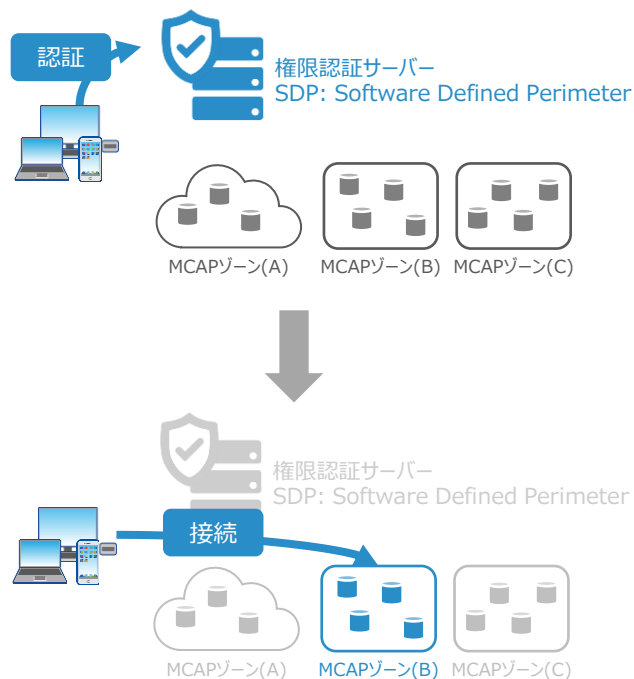 認証
権限認証サーバー
SDP: Software Defined Perimeter
MCAPゾーン(A)
MCAPゾーン(B)
MCAPゾーン(C)
権限認証サーバー
SDP: Software Defined Perimeter
接続
MCAPゾーン(A)
MCAPゾーン(B)
MCAPゾーン(C)